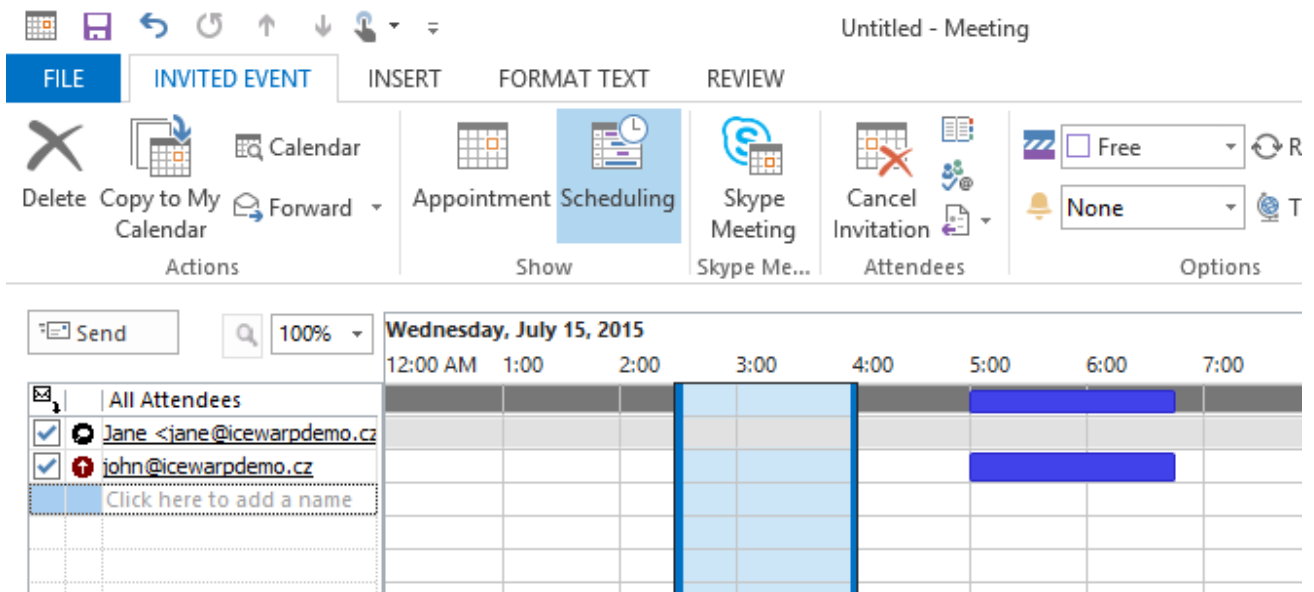 Untitled - Meeting
FILE INVITED EVENT INSERT FORMAT TEXT REVIEW
Delete
Copy to My Calendar
Calendar
Forward
Appointment
Scheduling
Skype Meeting
Cancel Invitation
Free
R
None
T
Actions Show Skype Me... Attendees Options
Send 100%
Wednesday, July 15, 2015
12:00 AM 1:00 2:00 3:00 4:00 5:00 6:00 7:00
All Attendees
Jane <jane@icewarpdemo.cz
john@icewarpdemo.cz
Click here to add a name